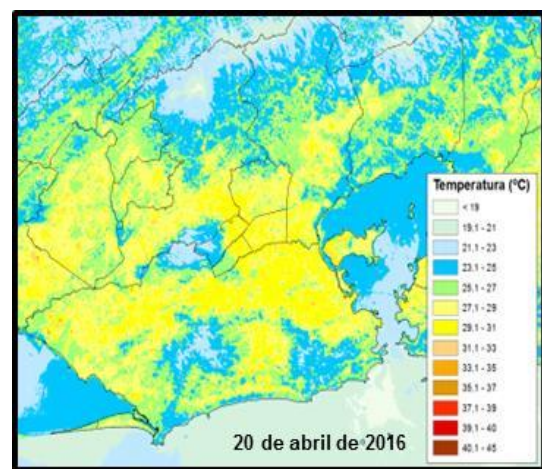 Temperatura (ºC)
< 19
19,1 - 21
21,1 - 23
23,1 - 25
25,1 - 27
27,1 - 29
29,1 - 31
31,1 - 33
33,1 - 35
35,1 - 37
37,1 - 39
39,1 - 40
40,1 - 45
20 de abril de 2016